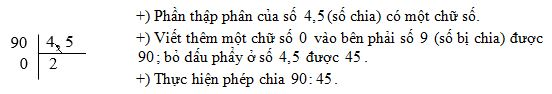 90 4,5
0 2
+) Phần thập phân của số 4,5 (số chia) có một chữ số.
+) Viết thêm một chữ số 0 vào bên phải số 9 (số bị chia) được
90; bỏ dấu phẩy ở số 4,5 được 45.
+) Thực hiện phép chia 90:45.